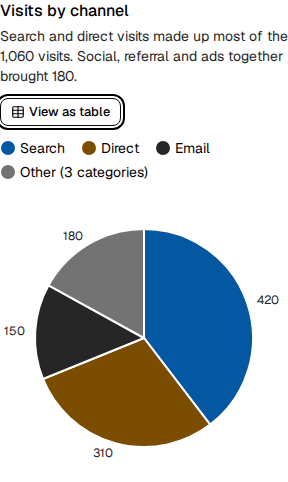 Visits by channel
Search and direct visits made up most of the
1,060 visits. Social, referral and ads together
brought 180.
View as table
Search Direct Email
Other (3 categories)
180
420
150
310